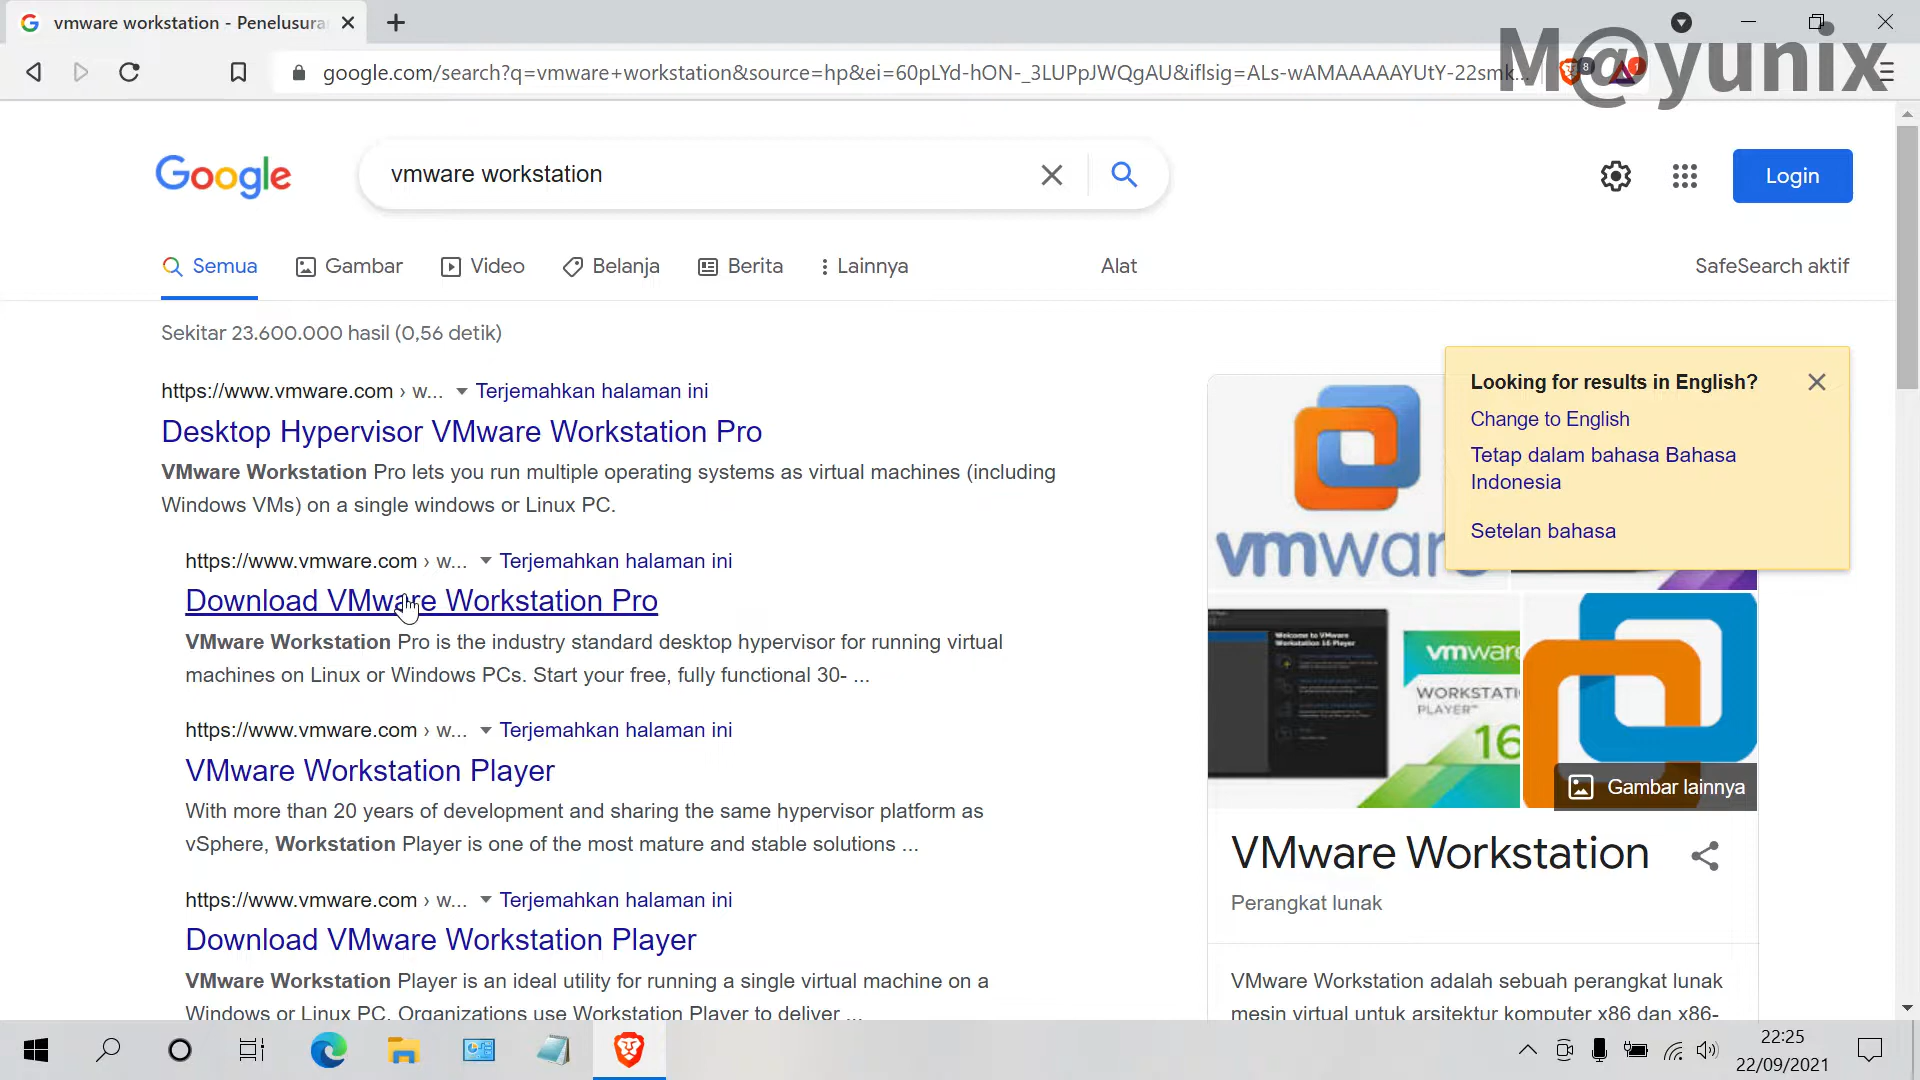 vmware workstation - Penelusura
M@yunix
google.com/search?q=vmware+workstation&source=hp&ei=60pLYd-hON-_3LUPpJWQgAU&iflsig=ALs-wAMAAAAAYUtY-22smk...
8
1
Google
vmware workstation
Login
Semua
Gambar
Video
Belanja
Berita
Lainnya
Alat
SafeSearch aktif
Sekitar 23.600.000 hasil (0,56 detik)
https://www.vmware.com › w... Terjemahkan halaman ini
Desktop Hypervisor VMware Workstation Pro
VMware Workstation Pro lets you run multiple operating systems as virtual machines (including
Windows VMs) on a single windows or Linux PC.
https://www.vmware.com › w... Terjemahkan halaman ini
Download VMware Workstation Pro
VMware Workstation Pro is the industry standard desktop hypervisor for running virtual
machines on Linux or Windows PCs. Start your free, fully functional 30- ...
https://www.vmware.com › w... Terjemahkan halaman ini
VMware Workstation Player
With more than 20 years of development and sharing the same hypervisor platform as
vSphere, Workstation Player is one of the most mature and stable solutions ...
https://www.vmware.com › w... Terjemahkan halaman ini
Download VMware Workstation Player
VMware Workstation Player is an ideal utility for running a single virtual machine on a
Windows or Linux PC. Organizations use Workstation Player to deliver ...
Looking for results in English?
Change to English
Tetap dalam bahasa Bahasa
Indonesia
Setelan bahasa
vmware
Welcome to VMware
Workstation 16 Player
vmware
WORKSTATI
PLAYER™
16
Gambar lainnya
VMware Workstation
Perangkat lunak
VMware Workstation adalah sebuah perangkat lunak
mesin virtual untuk arsitektur komputer x86 dan x86-
22:25
22/09/2021